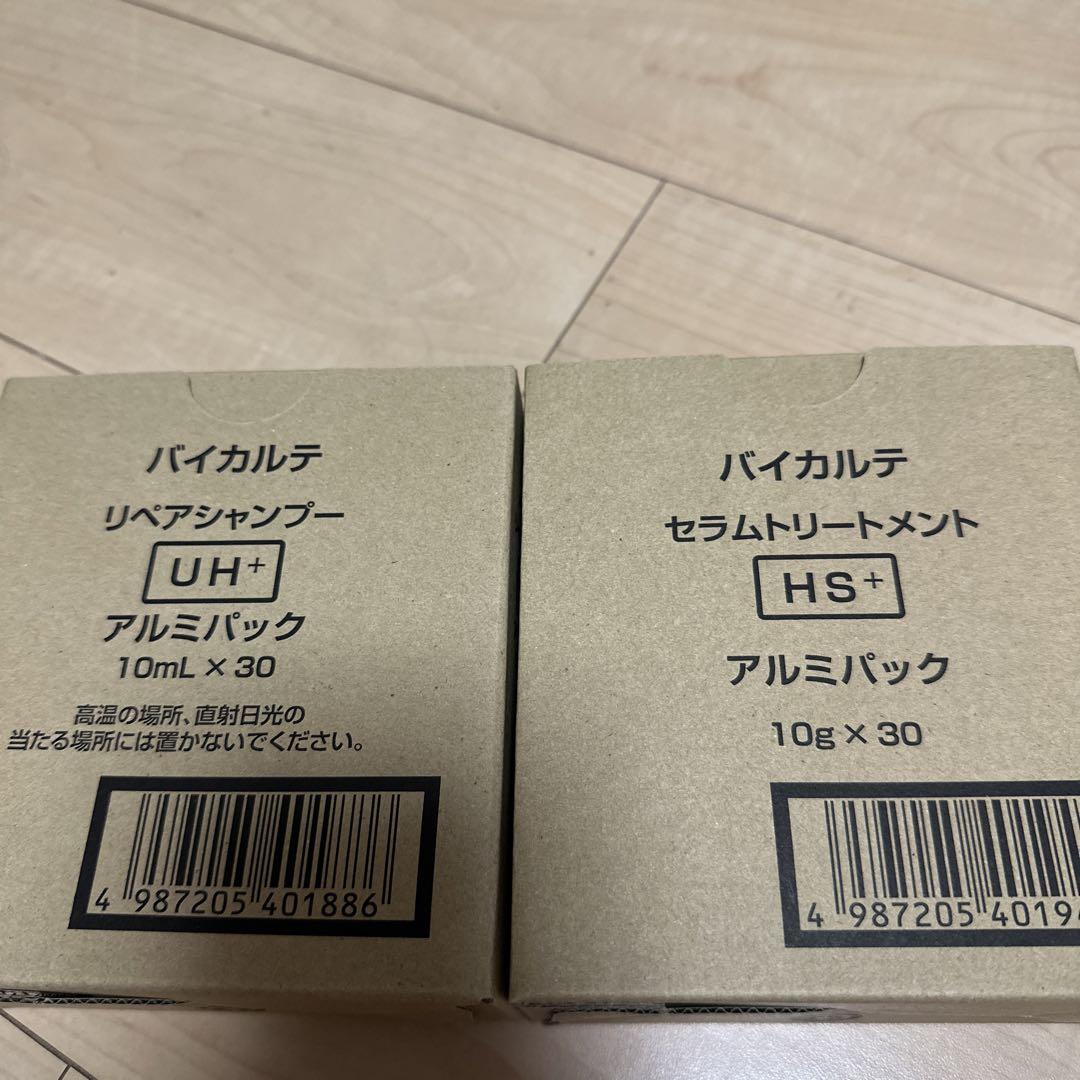 バイカルテ
リペアシャンプー
UH+
アルミパック
10mL × 30
高温の場所、直射日光の
当たる場所には置かないでください。
4 987205 401886
バイカルテ
セラムトリートメント
HS+
アルミパック
10g × 30
4 987205 4019